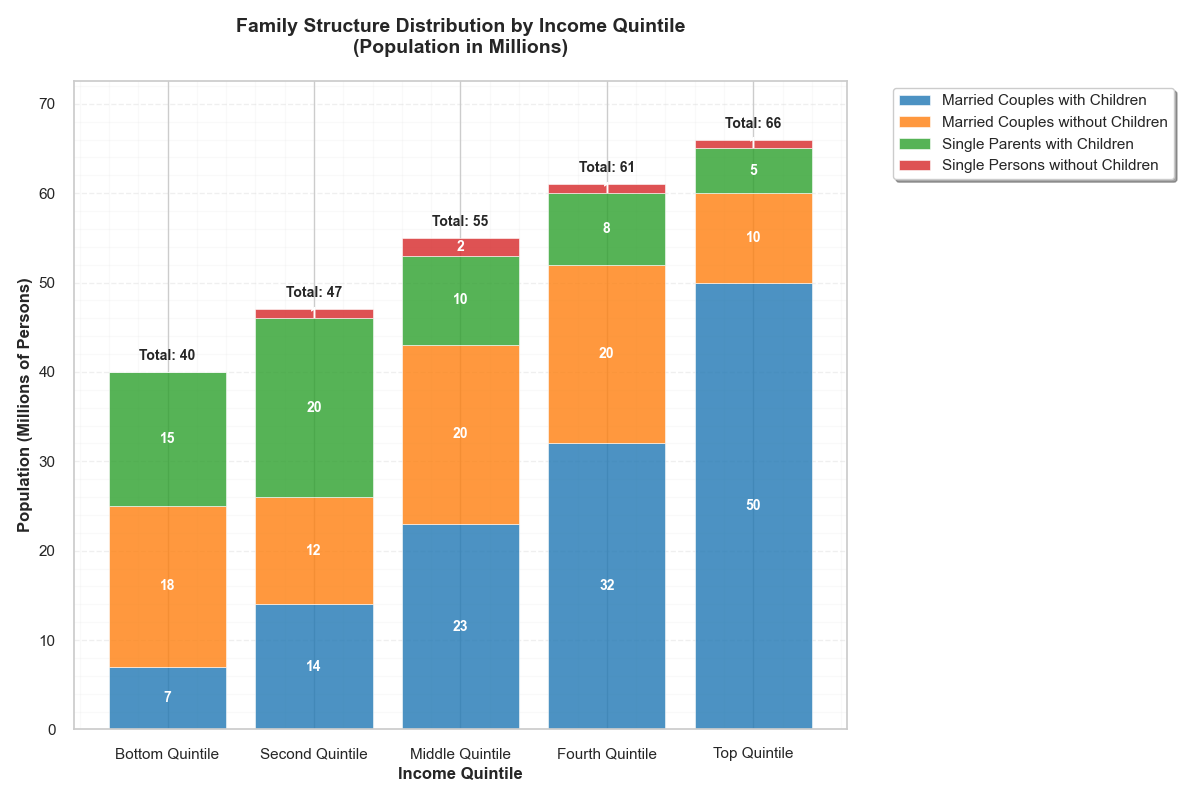 Family Structure Distribution by Income Quintile
(Population in Millions)
Married Couples with Children
Married Couples without Children
Single Parents with Children
Single Persons without Children
Population (Millions of Persons)
70
60
50
40
30
20
10
0
Total: 40
15
18
7
Total: 47
1
20
12
14
Total: 55
2
10
20
23
Total: 61
1
8
20
32
Total: 66
1
5
10
50
Bottom Quintile
Second Quintile
Middle Quintile
Fourth Quintile
Top Quintile
Income Quintile